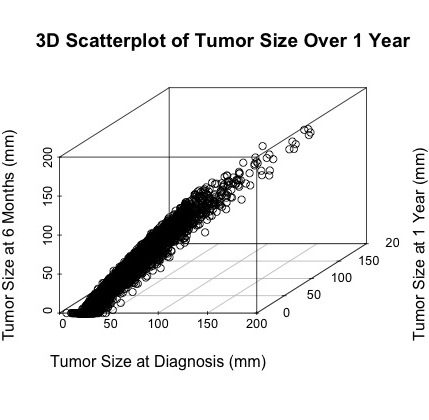 3D Scatterplot of Tumor Size Over 1 Year
Tumor Size at 6 Months (mm)
200
150
100
50
0
0 50 100 150 200
Tumor Size at Diagnosis (mm)
0
50
100
150
20
Tumor Size at 1 Year (mm)